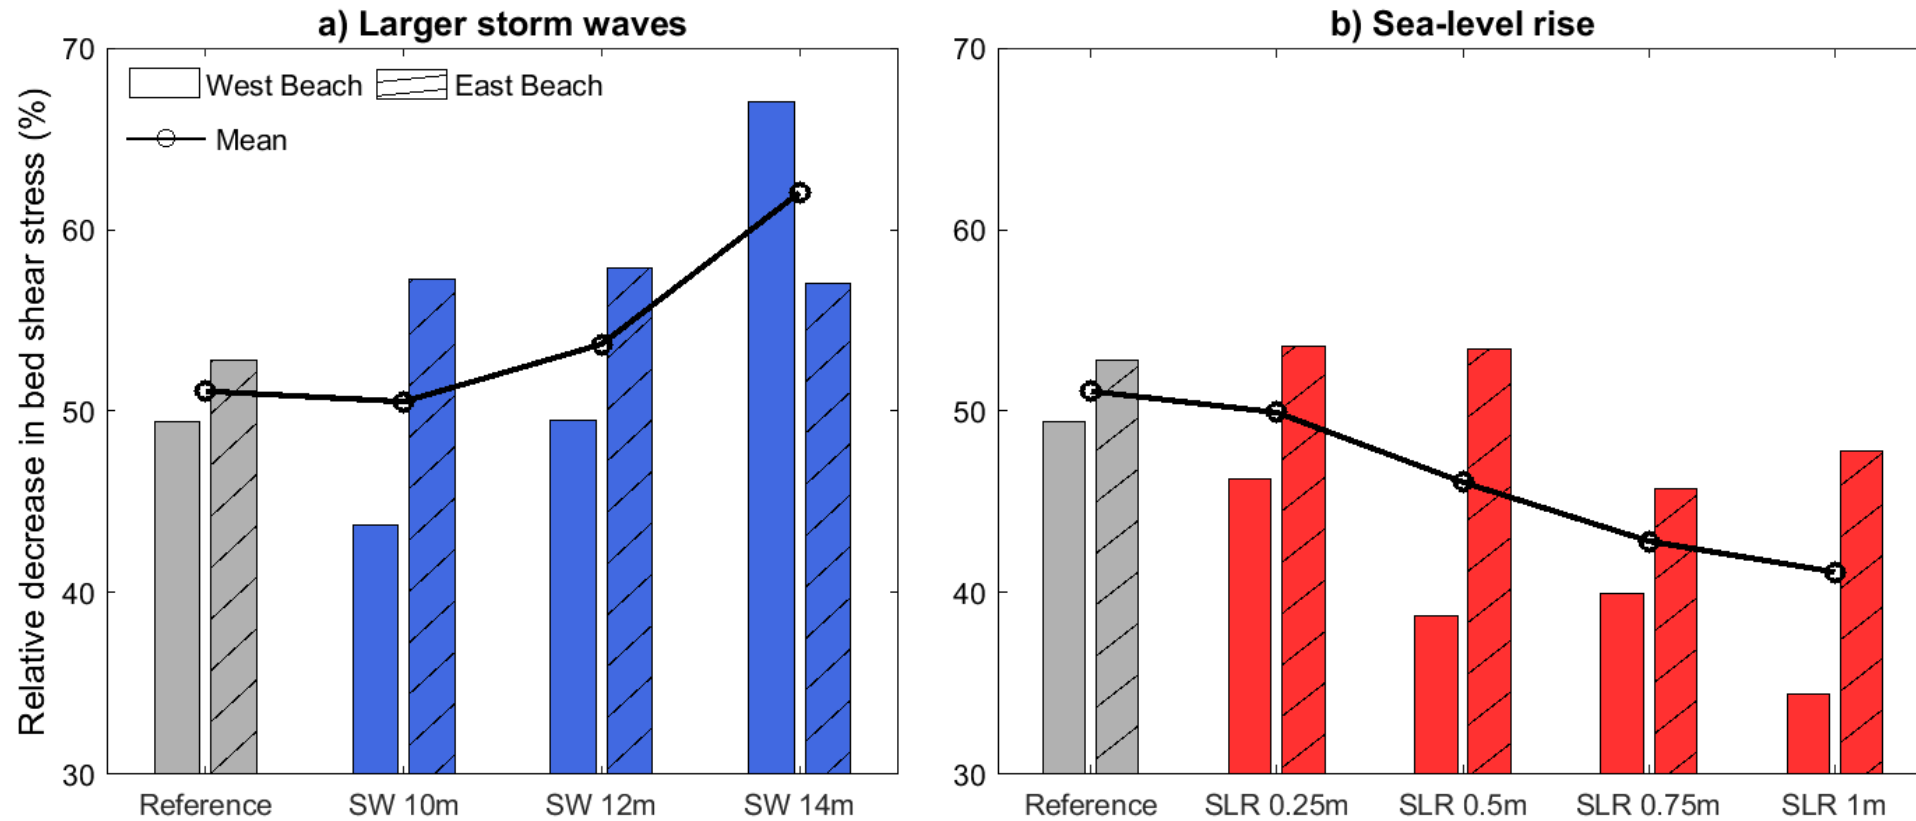 a) Larger storm waves
b) Sea-level rise
Relative decrease in bed shear stress (%)
70
60
50
40
30
West Beach
East Beach
Mean
Reference
SW 10m
SW 12m
SW 14m
70
60
50
40
30
Reference
SLR 0.25m
SLR 0.5m
SLR 0.75m
SLR 1m